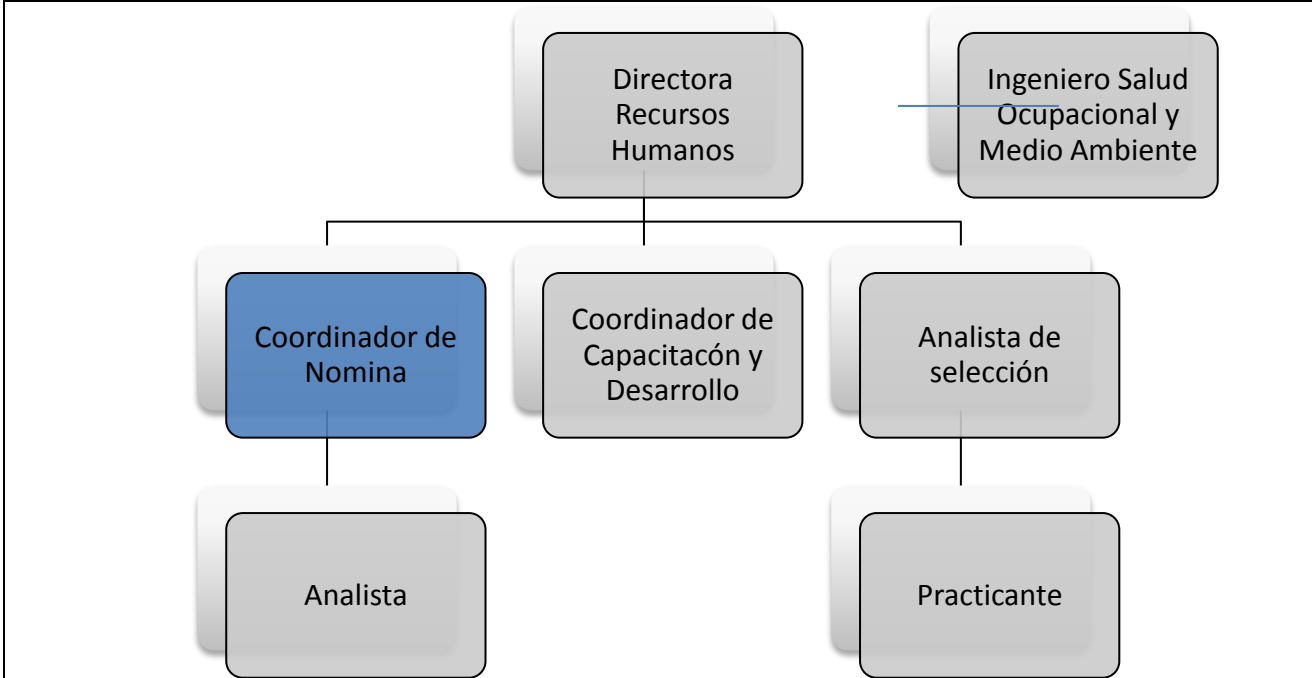 Directora
Recursos
Humanos
Ingeniero Salud
Ocupacional y
Medio Ambiente
Coordinador de
Nomina
Coordinador de
Capacitacón y
Desarrollo
Analista de
selección
Analista
Practicante